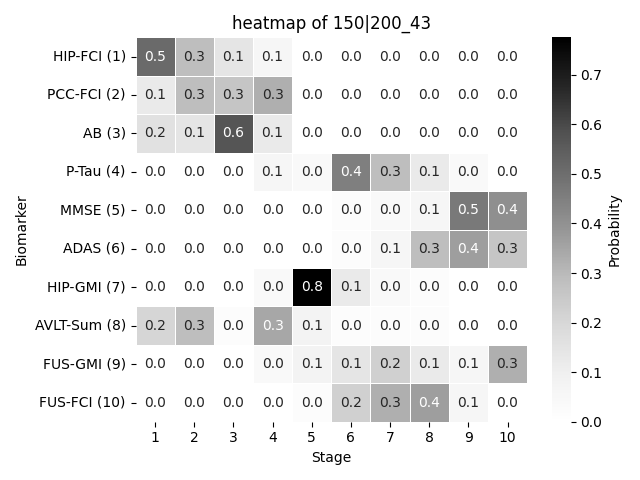 heatmap of 150|200_43
HIP-FCI (1) 0.5 0.3 0.1 0.1 0.0 0.0 0.0 0.0 0.0 0.0
PCC-FCI (2) 0.1 0.3 0.3 0.3 0.0 0.0 0.0 0.0 0.0 0.0
AB (3) 0.2 0.1 0.6 0.1 0.0 0.0 0.0 0.0 0.0 0.0
P-Tau (4) 0.0 0.0 0.0 0.1 0.0 0.4 0.3 0.1 0.0 0.0
MMSE (5) 0.0 0.0 0.0 0.0 0.0 0.0 0.0 0.1 0.5 0.4
ADAS (6) 0.0 0.0 0.0 0.0 0.0 0.0 0.1 0.3 0.4 0.3
HIP-GMI (7) 0.0 0.0 0.0 0.0 0.8 0.1 0.0 0.0 0.0 0.0
AVLT-Sum (8) 0.2 0.3 0.0 0.3 0.1 0.0 0.0 0.0 0.0 0.0
FUS-GMI (9) 0.0 0.0 0.0 0.0 0.1 0.1 0.2 0.1 0.1 0.3
FUS-FCI (10) 0.0 0.0 0.0 0.0 0.0 0.2 0.3 0.4 0.1 0.0
1 2 3 4 5 6 7 8 9 10
Stage
Biomarker
0.7
0.6
0.5
0.4
0.3
0.2
0.1
0.0
Probability